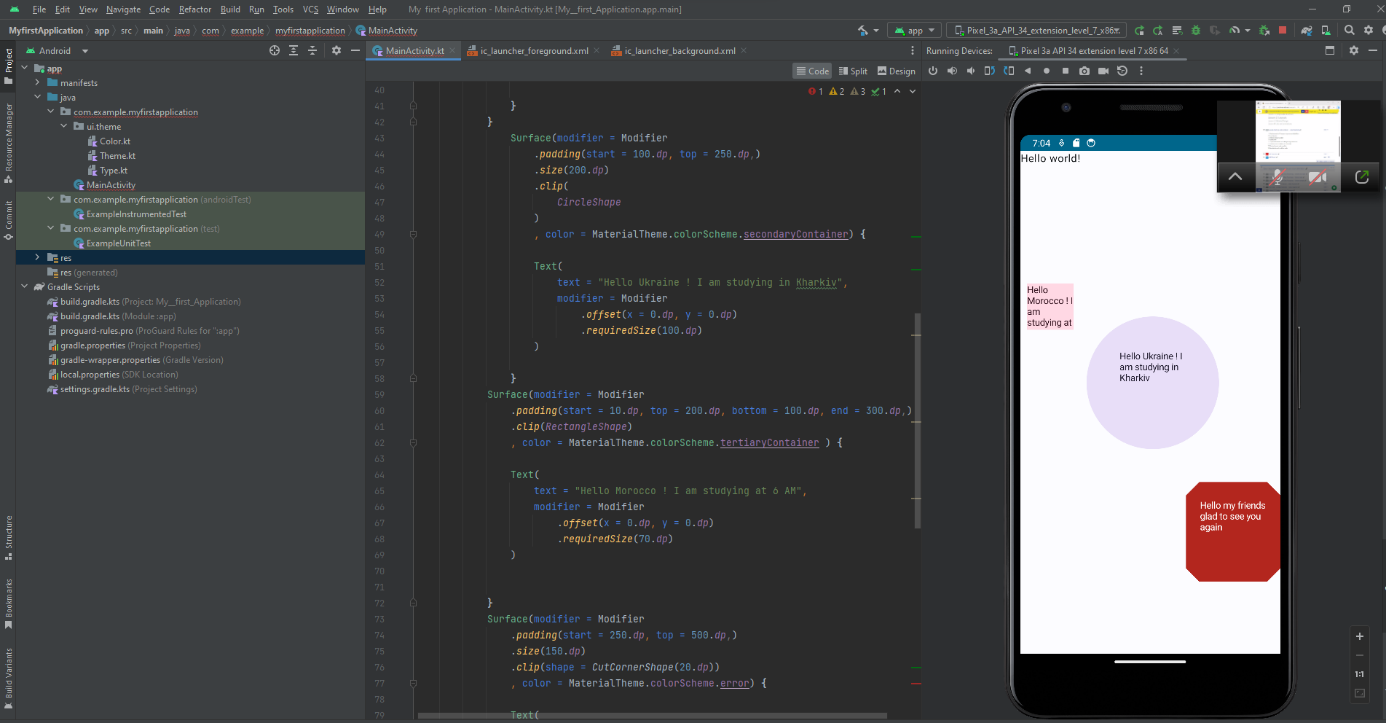 File Edit View Navigate Code Refactor Build Run Tools VCS Window Help My first Application - MainActivity.kt [My__first_Application.app.main]
MyfirstApplication app src main java com example myfirstapplication MainActivity app Pixel_3a_API_34_extension_level_7_x86
Android MainActivity.kt ic_launcher_foreground.xml ic_launcher_background.xml Running Devices: Pixel 3a API 34 extension level 7 x86 64
Code Split Design
1 2 3 1
Project
Resource Manager
Commit
Structure
Bookmarks
Build Variants
app
manifests
java
com.example.myfirstapplication
ui.theme
Color.kt
Theme.kt
Type.kt
MainActivity
com.example.myfirstapplication (androidTest)
ExampleInstrumentedTest
com.example.myfirstapplication (test)
ExampleUnitTest
res
res (generated)
Gradle Scripts
build.gradle.kts (Project: My__first_Application)
build.gradle.kts (Module :app)
proguard-rules.pro (ProGuard Rules for ":app")
gradle.properties (Project Properties)
gradle-wrapper.properties (Gradle Version)
local.properties (SDK Location)
settings.gradle.kts (Project Settings)
40
41 }
42 }
43 Surface(modifier = Modifier
44 .padding(start = 100.dp, top = 250.dp,)
45 .size(200.dp)
46 .clip(
47 CircleShape
48 )
49 , color = MaterialTheme.colorScheme.secondaryContainer) {
50
51 Text(
52 text = "Hello Ukraine ! I am studying in Kharkiv",
53 modifier = Modifier
54 .offset(x = 0.dp, y = 0.dp)
55 .requiredSize(100.dp)
56 )
57
58 }
59 Surface(modifier = Modifier
60 .padding(start = 10.dp, top = 200.dp, bottom = 100.dp, end = 300.dp,)
61 .clip(RectangleShape)
62 , color = MaterialTheme.colorScheme.tertiaryContainer ) {
63
64 Text(
65 text = "Hello Morocco ! I am studying at 6 AM",
66 modifier = Modifier
67 .offset(x = 0.dp, y = 0.dp)
68 .requiredSize(70.dp)
69 )
70
71
72 }
73 Surface(modifier = Modifier
74 .padding(start = 250.dp, top = 500.dp,)
75 .size(150.dp)
76 .clip(shape = CutCornerShape(20.dp))
77 , color = MaterialTheme.colorScheme.error) {
78
79 Text(
7:04
Hello world!
Hello
Morocco ! I
am
studying at
Hello Ukraine ! I
am studying in
Kharkiv
Hello my friends
glad to see you
again
1:1